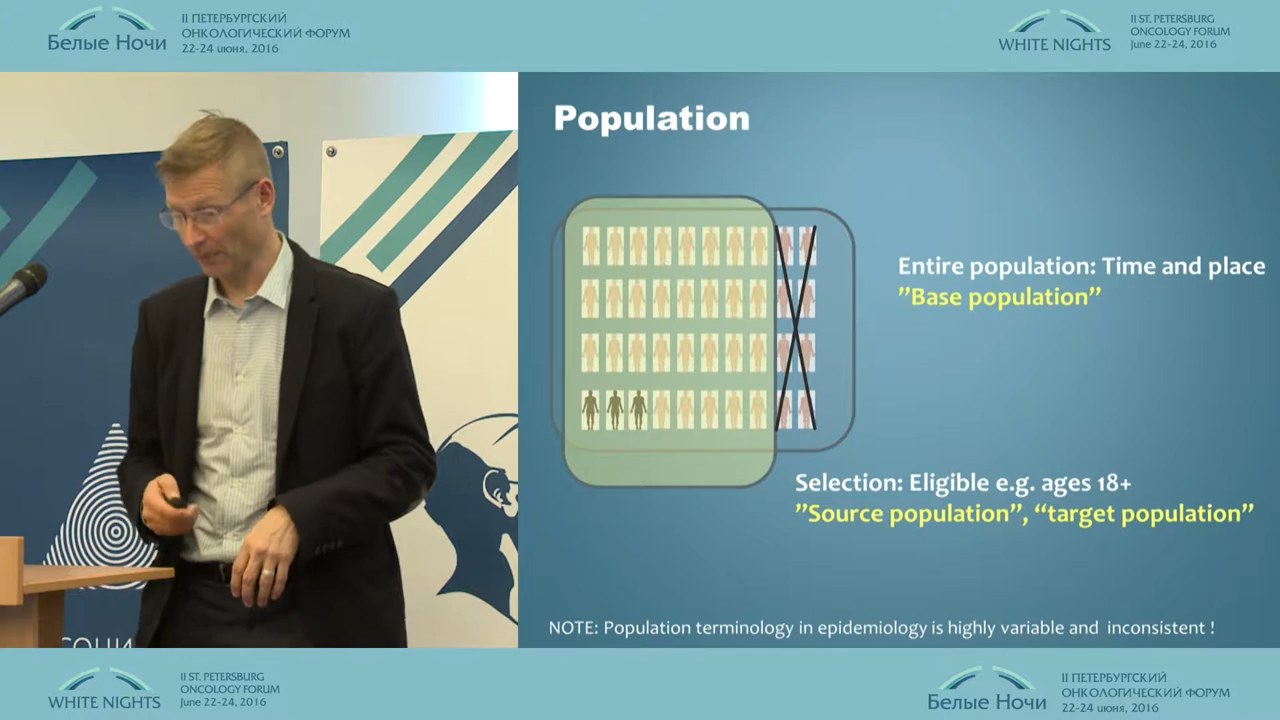 II ПЕТЕРБУРГСКИЙ
ОНКОЛОГИЧЕСКИЙ ФОРУМ
Белые Ночи
22-24 июня, 2016
II ST. PETERSBURG
ONCOLOGY FORUM
WHITE NIGHTS
June 22-24, 2016
Population
Entire population: Time and place
”Base population”
Selection: Eligible e.g. ages 18+
”Source population”, “target population”
NOTE: Population terminology in epidemiology is highly variable and inconsistent !
II ST. PETERSBURG
ONCOLOGY FORUM
WHITE NIGHTS
June 22-24, 2016
II ПЕТЕРБУРГСКИЙ
ОНКОЛОГИЧЕСКИЙ ФОРУМ
Белые Ночи
22-24 июня, 2016